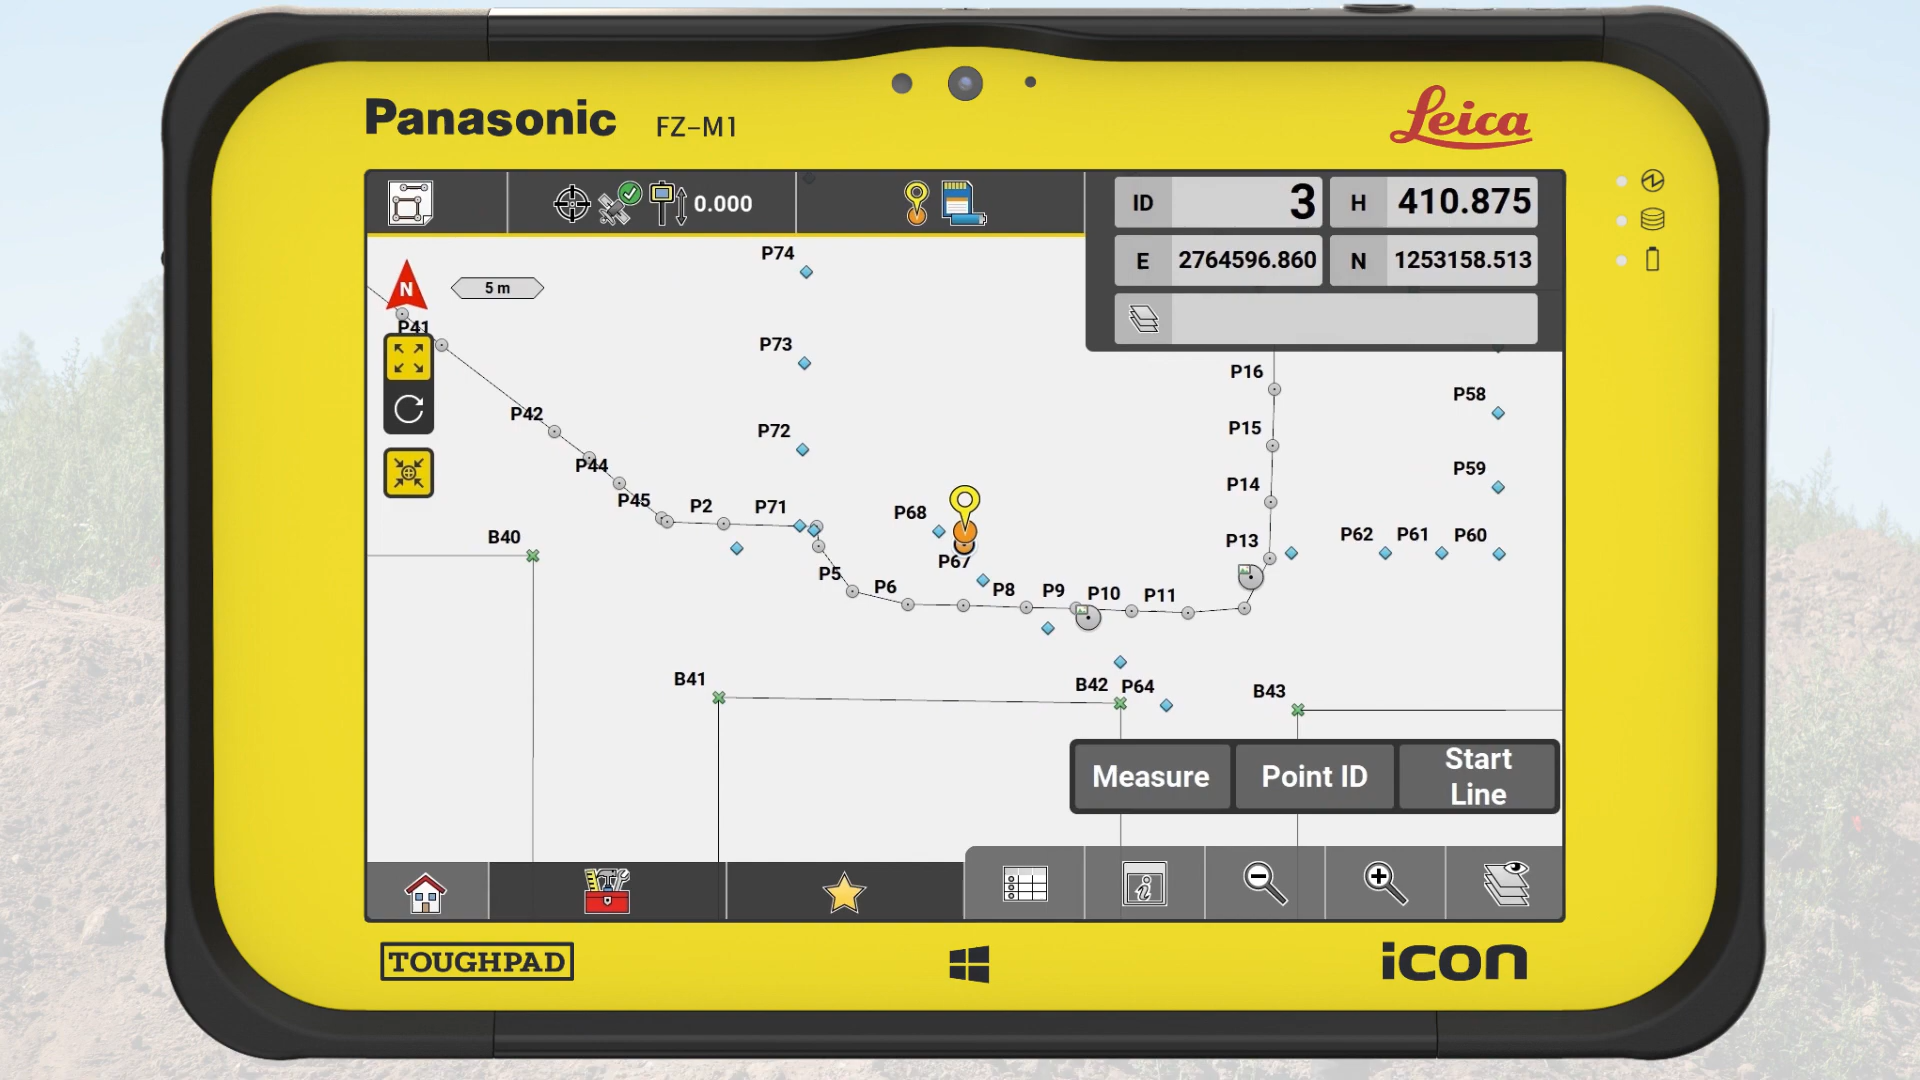 Panasonic FZ-M1
Leica
0.000
ID 3 H 410.875
E 2764596.860 N 1253158.513
N 5 m
P74
P41
P73
P16
P58
P42
P72
P15
P44
P59
P45 P2 P71 P68
P14
B40
P67
P13 P62 P61 P60
P5 P6 P8 P9 P10 P11
B41
B42 P64 B43
Measure Point ID Start
Line
TOUGHPAD
icon